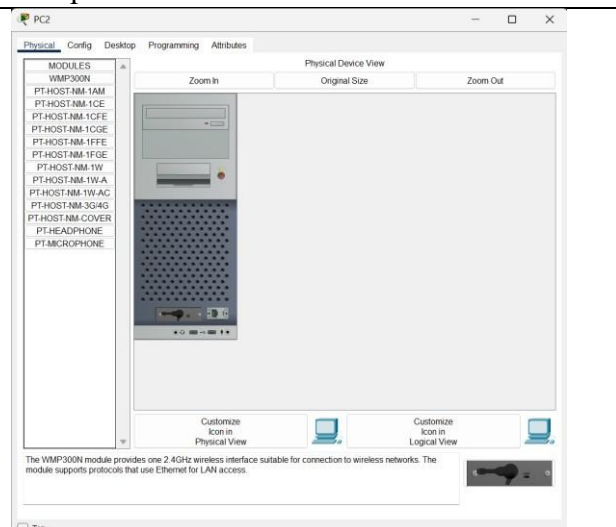 PC2
Physical Config Desktop Programming Attributes
MODULES
WMP300N
PT-HOST-NM-1AM
PT-HOST-NM-1CE
PT-HOST-NM-1CFE
PT-HOST-NM-1CGE
PT-HOST-NM-1FFE
PT-HOST-NM-1FGE
PT-HOST-NM-1W
PT-HOST-NM-1W-A
PT-HOST-NM-1W-AC
PT-HOST-NM-3G/4G
PT-HOST-NM-COVER
PT-HEADPHONE
PT-MICROPHONE
Physical Device View
Zoom In Original Size Zoom Out
Customize
Icon in
Physical View
Customize
Icon in
Logical View
The WMP300N module provides one 2.4GHz wireless interface suitable for connection to wireless networks. The
module supports protocols that use Ethernet for LAN access.